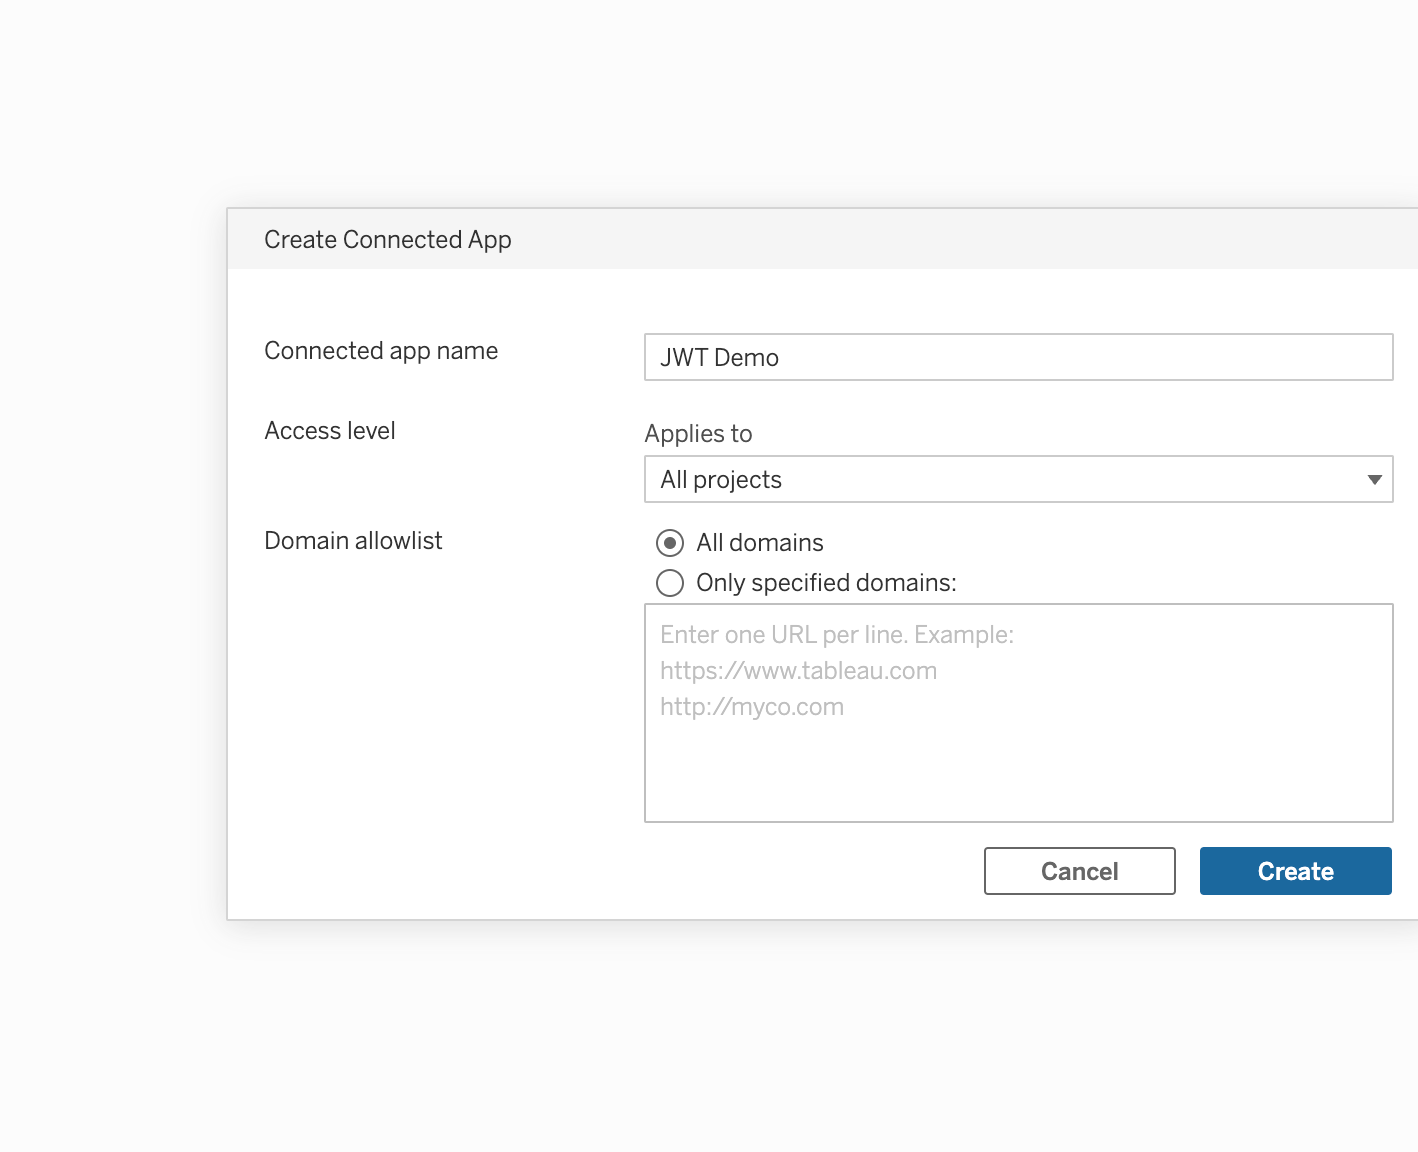 Create Connected App
Connected app name
JWT Demo
Access level
Applies to
All projects
Domain allowlist
All domains
Only specified domains:
Enter one URL per line. Example:
https://www.tableau.com
http://myco.com
Cancel
Create